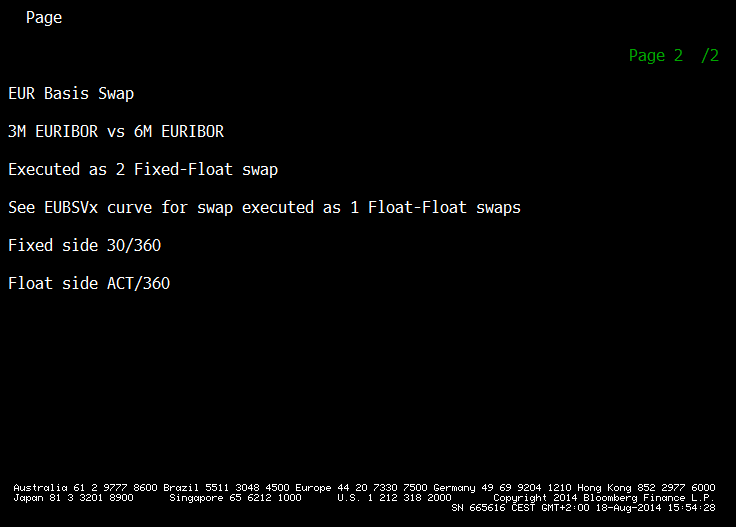 Page
Page 2 /2
EUR Basis Swap
3M EURIBOR vs 6M EURIBOR
Executed as 2 Fixed-Float swap
See EUBSVx curve for swap executed as 1 Float-Float swaps
Fixed side 30/360
Float side ACT/360
Australia 61 2 9777 8600 Brazil 5511 3048 4500 Europe 44 20 7330 7500 Germany 49 69 9204 1210 Hong Kong 852 2977 6000
Japan 81 3 3201 8900 Singapore 65 6212 1000 U.S. 1 212 318 2000 Copyright 2014 Bloomberg Finance L.P.
SN 665616 CEST GMT+2:00 18-Aug-2014 15:54:28